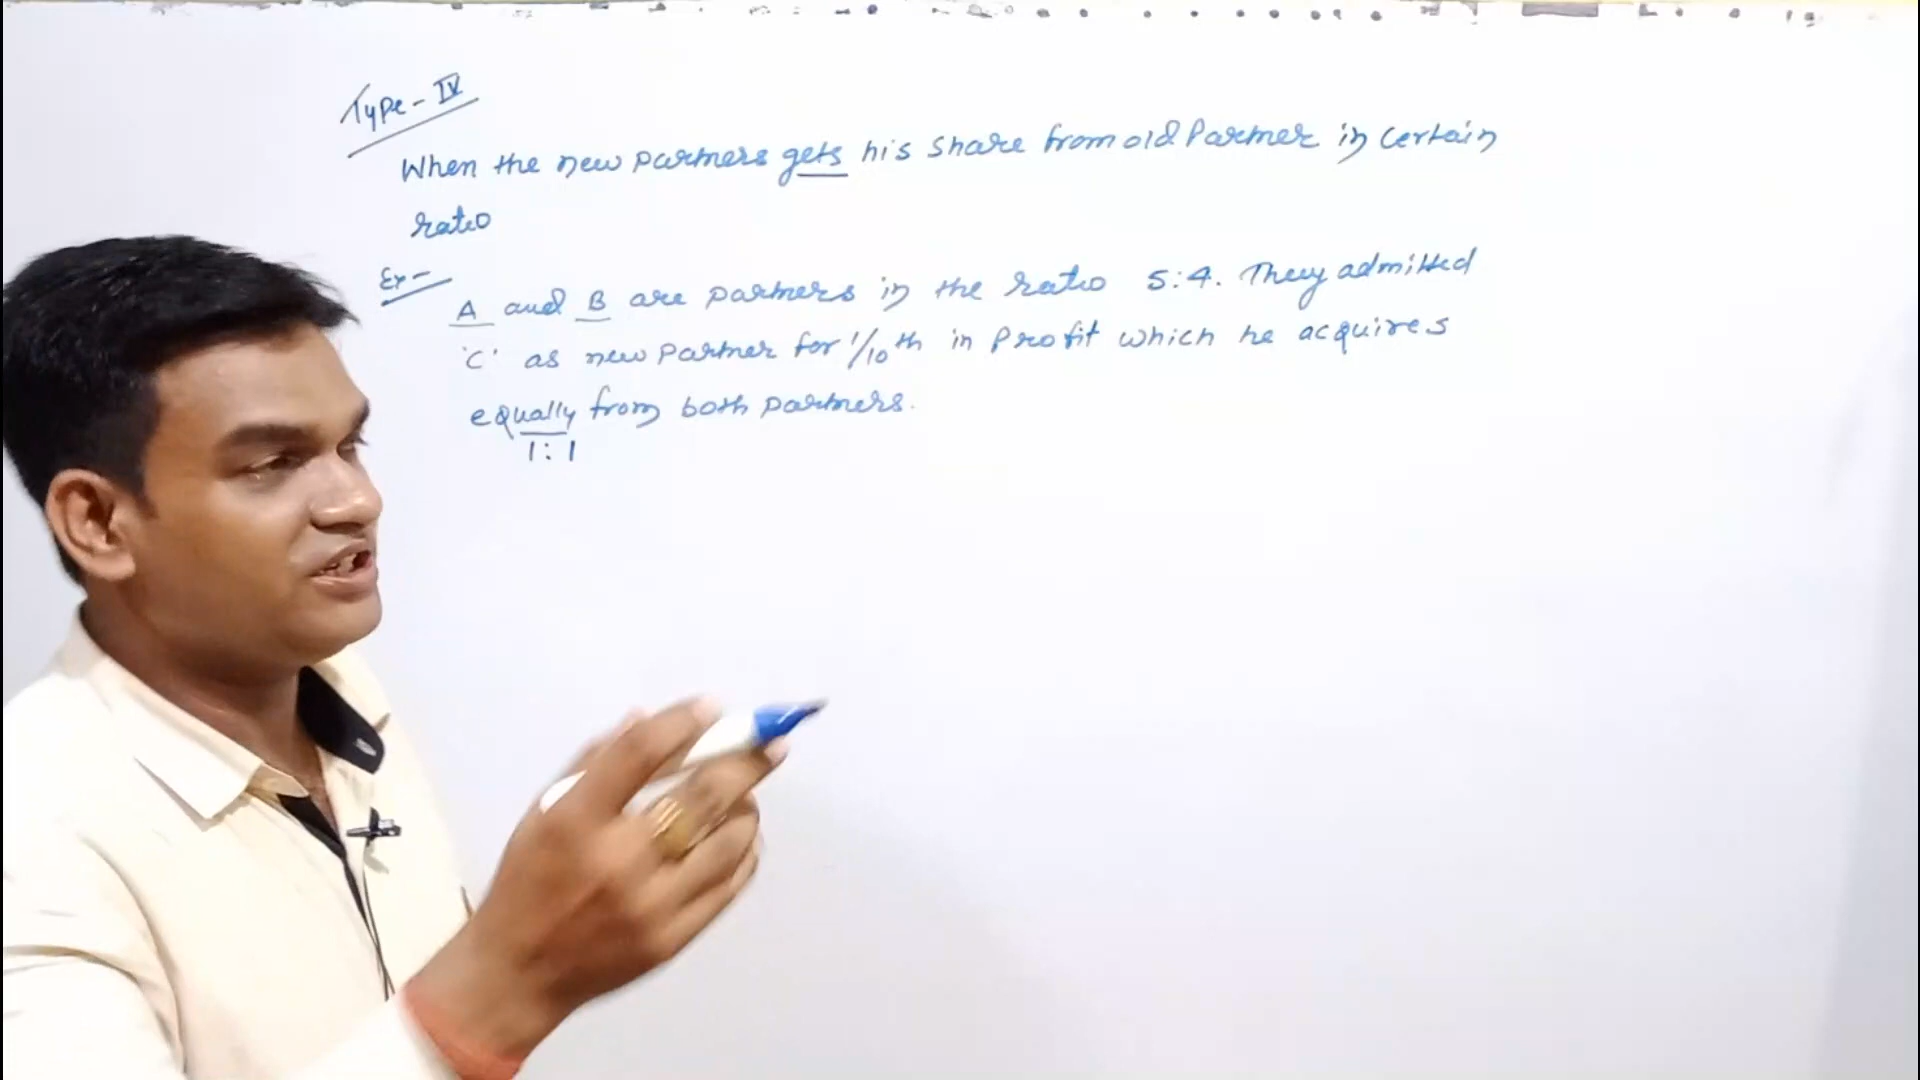 Type - IV
When the new partners gets his share from old Partner in certain
ratio
Ex -
A and B are partners in the ratio 5:4. They admitted
'C' as new partner for 1/10th in Profit which he acquires
equally from both partners.
1:1